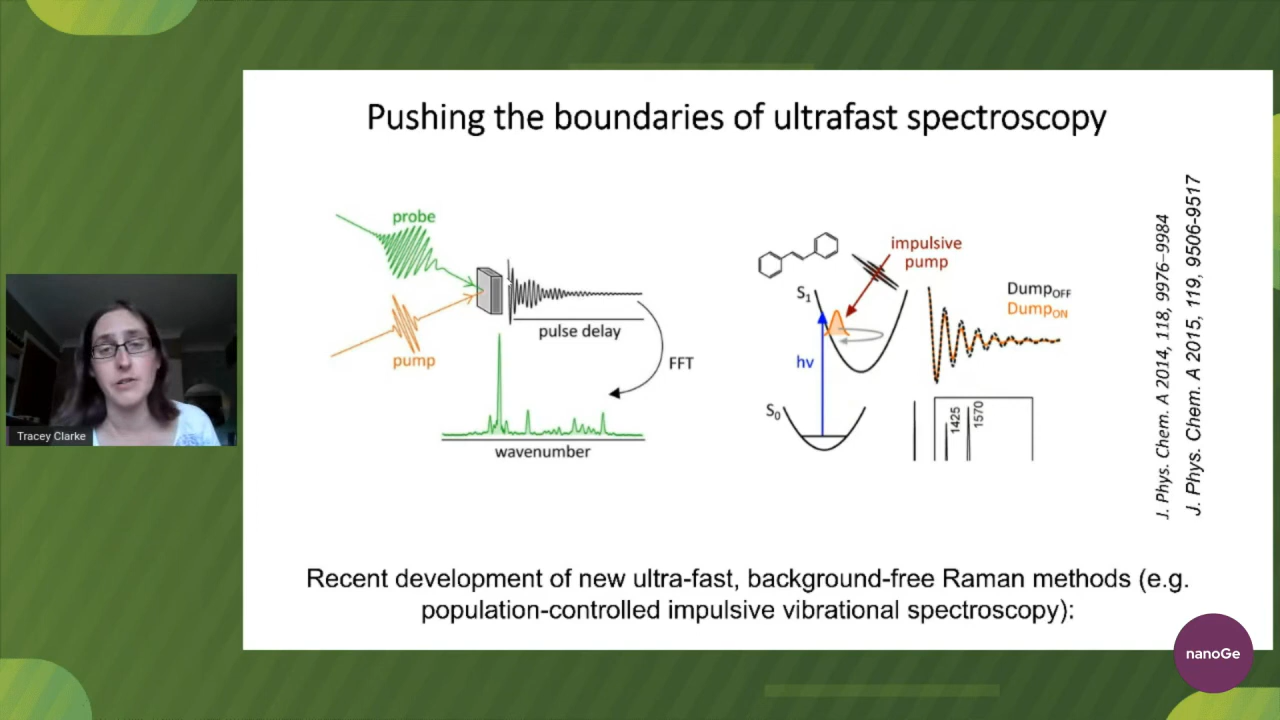 Pushing the boundaries of ultrafast spectroscopy
probe
pump
pulse delay
FFT
wavenumber
impulsive
pump
S1
hν
S0
DumpOFF
DumpON
1425
1570
J. Phys. Chem. A 2014, 118, 9976–9984
J. Phys. Chem. A 2015, 119, 9506-9517
Recent development of new ultra-fast, background-free Raman methods (e.g.
population-controlled impulsive vibrational spectroscopy):
Tracey Clarke
nanoGe